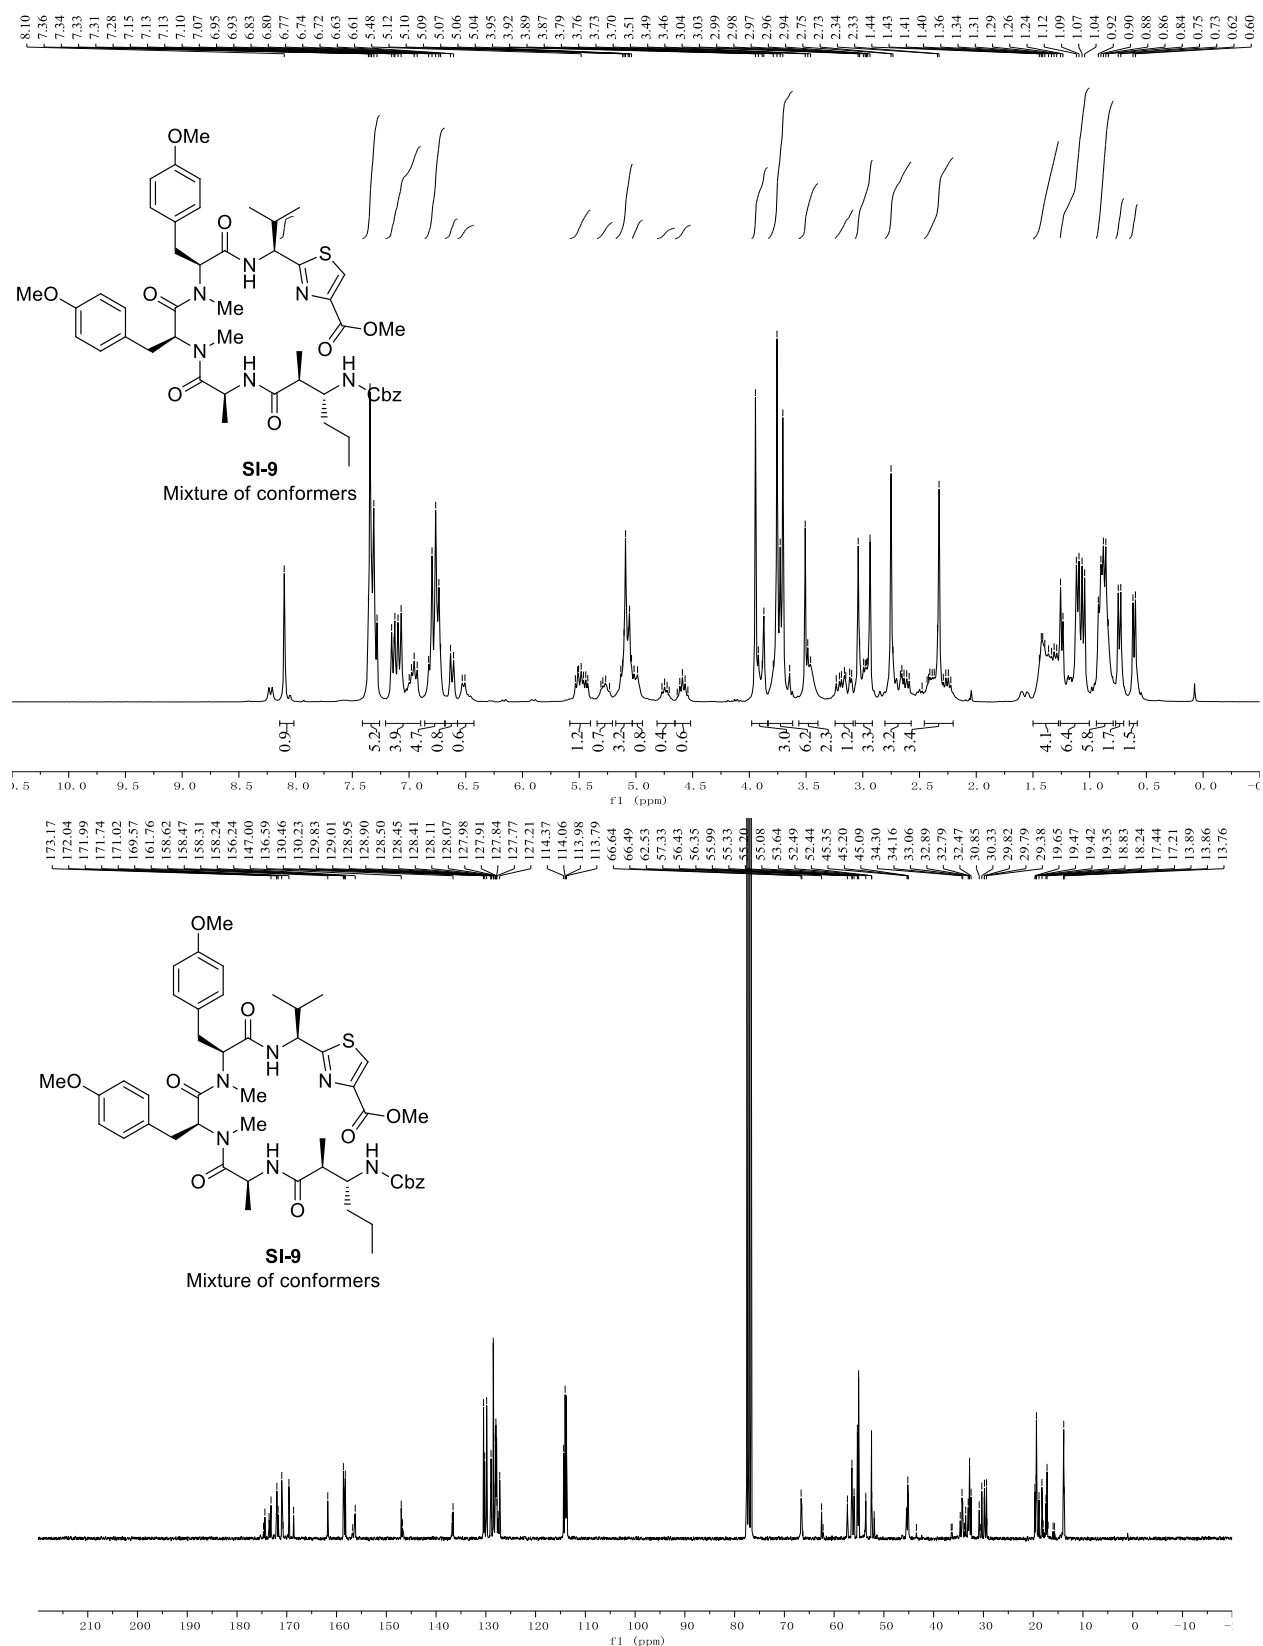 8.10 7.36 7.34 7.33 7.31 7.28 7.15 7.13 7.13 7.10 7.07 6.95 6.93 6.83 6.80 6.77 6.74 6.72 6.63 6.61 5.48 5.12 5.10 5.09 5.07 5.06 5.04 3.95 3.92 3.89 3.87 3.79 3.76 3.73 3.70 3.51 3.49 3.46 3.04 3.03 2.99 2.98 2.97 2.96 2.94 2.75 2.73 2.34 2.33 1.44 1.43 1.41 1.40 1.36 1.34 1.31 1.29 1.26 1.24 1.12 1.09 1.07 1.04 0.92 0.90 0.88 0.86 0.84 0.75 0.73 0.62 0.60
OMe
O
S
N
H
N
MeO
O
N
Me
OMe
O
N
Me
H
N
H
N
Cbz
O
O
SI-9
Mixture of conformers
0.9 5.2 3.9 4.7 0.8 0.6 1.2 0.7 3.2 0.8 0.4 0.6 3.0 6.2 2.3 1.2 3.3 3.2 3.4 4.1 6.4 5.8 1.7 1.5
0.5 10.0 9.5 9.0 8.5 8.0 7.5 7.0 6.5 6.0 5.5 5.0 4.5 4.0 3.5 3.0 2.5 2.0 1.5 1.0 0.5 0.0 -0
f1 (ppm)
173.17 172.04 171.99 171.74 171.02 169.57 161.76 158.62 158.47 158.31 158.24 156.24 147.00 136.59 130.46 130.23 129.83 129.01 128.95 128.90 128.50 128.45 128.41 128.11 128.07 127.98 127.91 127.84 127.77 127.21 114.37 114.06 113.98 113.79 66.64 66.49 62.53 57.33 56.43 56.35 55.99 55.33 55.20 55.08 53.64 52.49 52.44 45.35 45.20 45.09 34.30 34.16 33.06 32.89 32.79 32.47 30.85 30.33 29.82 29.79 29.38 19.65 19.47 19.42 19.35 18.83 18.24 17.44 17.21 13.89 13.86 13.76
OMe
O
S
N
H
N
MeO
O
N
Me
OMe
O
N
Me
H
N
H
N
Cbz
O
O
SI-9
Mixture of conformers
210 200 190 180 170 160 150 140 130 120 110 100 90 80 70 60 50 40 30 20 10 0 -10 -
f1 (ppm)